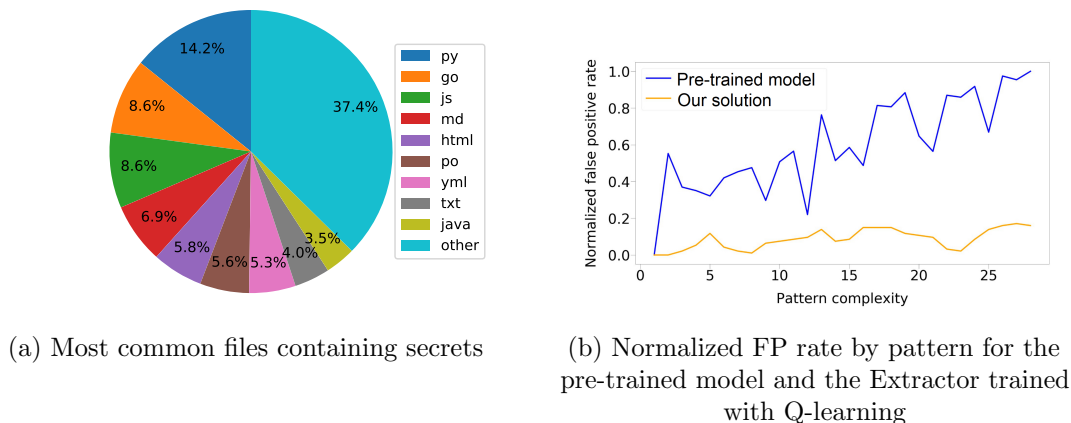 14.2%
8.6%
8.6%
6.9%
5.8%
5.6%
5.3%
4.0%
3.5%
37.4%
py
go
js
md
html
po
yml
txt
java
other
(a) Most common files containing secrets
Normalized false positive rate
1.0
0.8
0.6
0.4
0.2
0.0
Pre-trained model
Our solution
0 5 10 15 20 25
Pattern complexity
(b) Normalized FP rate by pattern for the
pre-trained model and the Extractor trained
with Q-learning